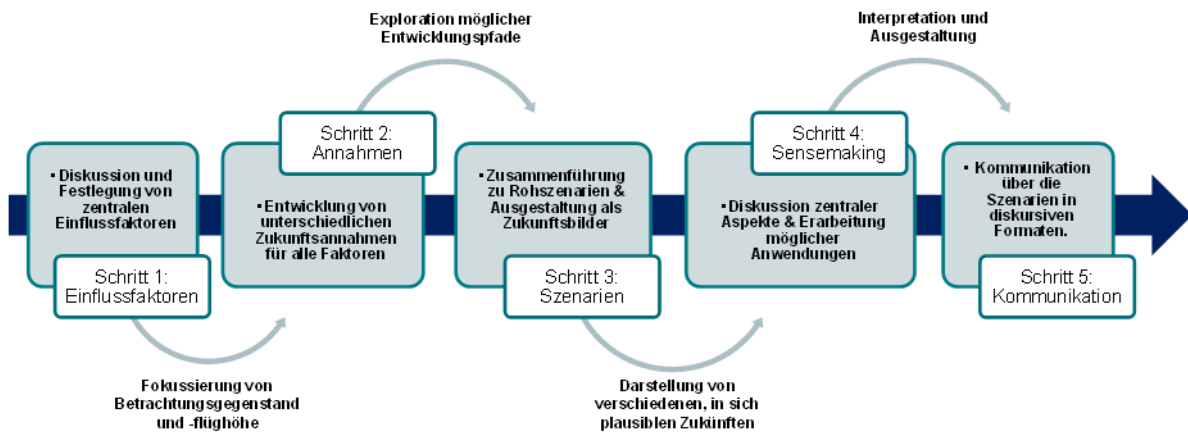 Exploration möglicher
Entwicklungspfade
Interpretation und
Ausgestaltung
Schritt 2:
Annahmen
Schritt 4:
Sensemaking
▪ Diskussion und
Festlegung von
zentralen
Einflussfaktoren
Schritt 1:
Einflussfaktoren
▪ Entwicklung von
unterschiedlichen
Zukunftsannahmen
für alle Faktoren
▪ Zusammenführung
zu Rohszenarien &
Ausgestaltung als
Zukunftsbilder
Schritt 3:
Szenarien
▪ Diskussion zentraler
Aspekte & Erarbeitung
möglicher
Anwendungen
▪ Kommunikation
über die
Szenarien in
diskursiven
Formaten.
Schritt 5:
Kommunikation
Fokussierung von
Betrachtungsgegenstand
und -flughöhe
Darstellung von
verschiedenen, in sich
plausiblen Zukünften